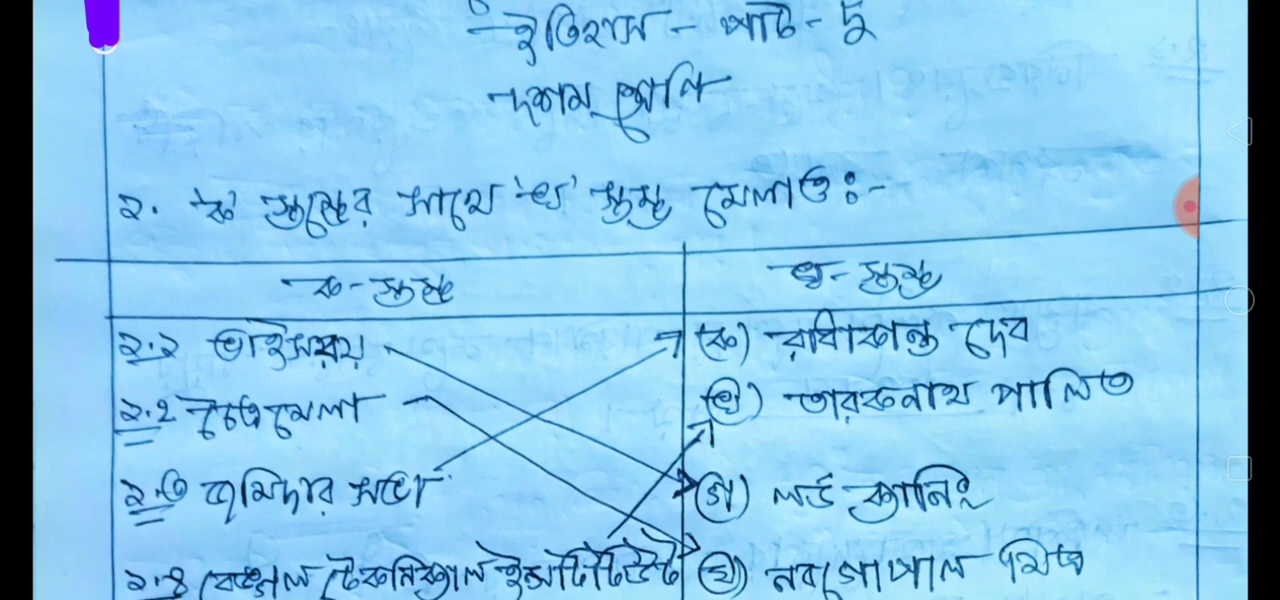 ইতিহাস - পার্ট - ৮
দশম শ্রেণি
২. 'ক' স্তম্ভের সাথে 'খ' স্তম্ভ মেলাও ঃ-
ক-স্তম্ভ
খ-স্তম্ভ
২.১ ভাইসরয়
(ক) রাধাকান্ত দেব
২.২ চৈত্রমেলা
(খ) তারকনাথ পালিত
২.৩ জমিদার সভা
(গ) লর্ড ক্যানিং
২.৪ বেঙ্গল টেকনিক্যাল ইন্সটিটিউট
(ঘ) নবগোপাল মিত্র